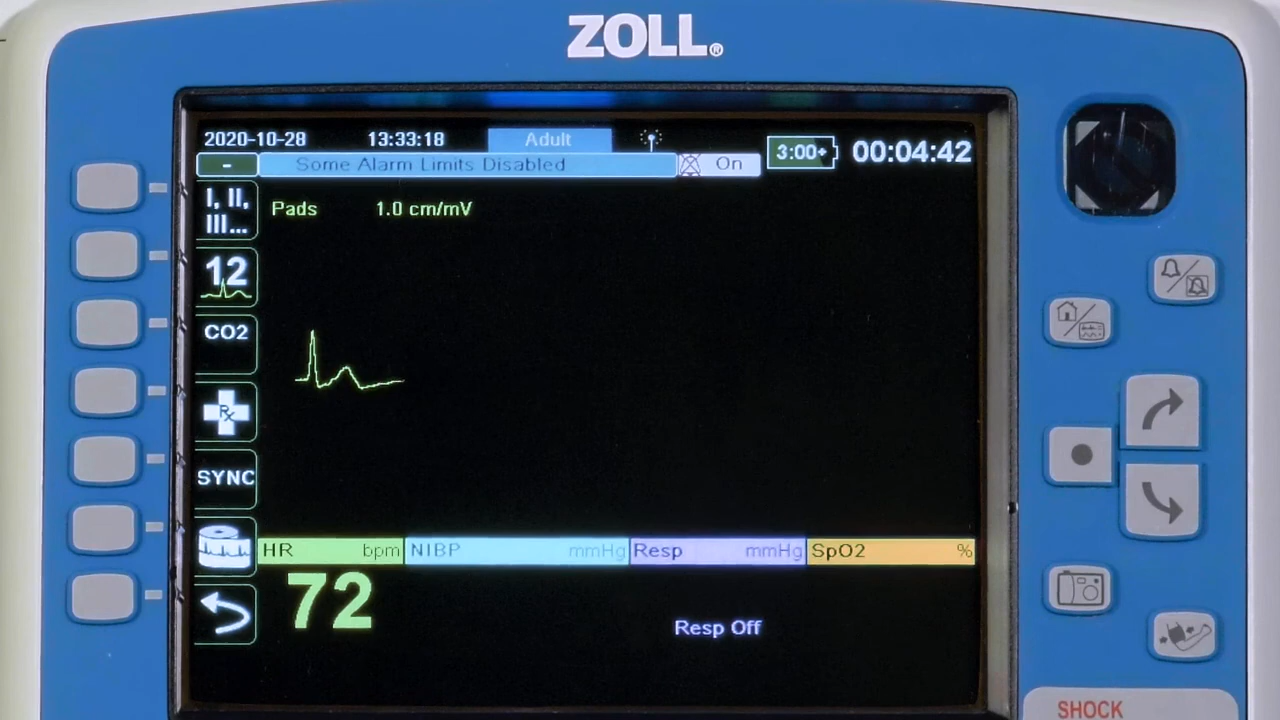 ZOLL®
2020-10-28 13:33:18 Adult 3:00+ 00:04:42
- Some Alarm Limits Disabled On
I, II,
III...
Pads 1.0 cm/mV
12
CO2
Rx
SYNC
HR bpm NIBP mmHg Resp mmHg SpO2 %
72
Resp Off
SHOCK